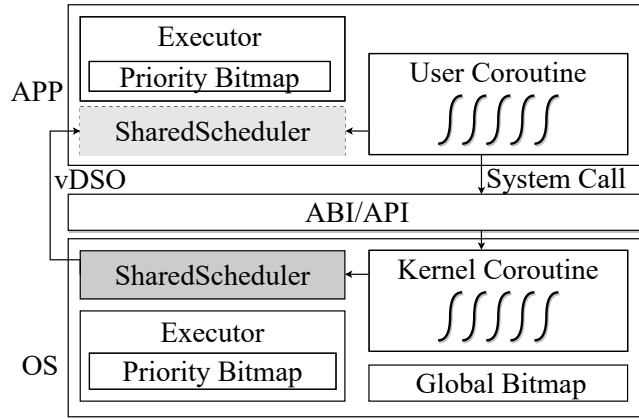 Executor
Priority Bitmap
User Coroutine
APP
SharedScheduler
vDSO
System Call
ABI/API
SharedScheduler
Kernel Coroutine
Executor
Priority Bitmap
OS
Global Bitmap